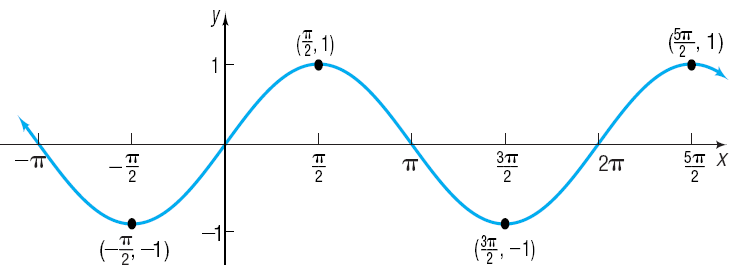 y
(π/2, 1)
(5π/2, 1)
1
−π
−π/2
π/2
π
3π/2
2π
5π/2
x
−1
(−π/2, −1)
(3π/2, −1)